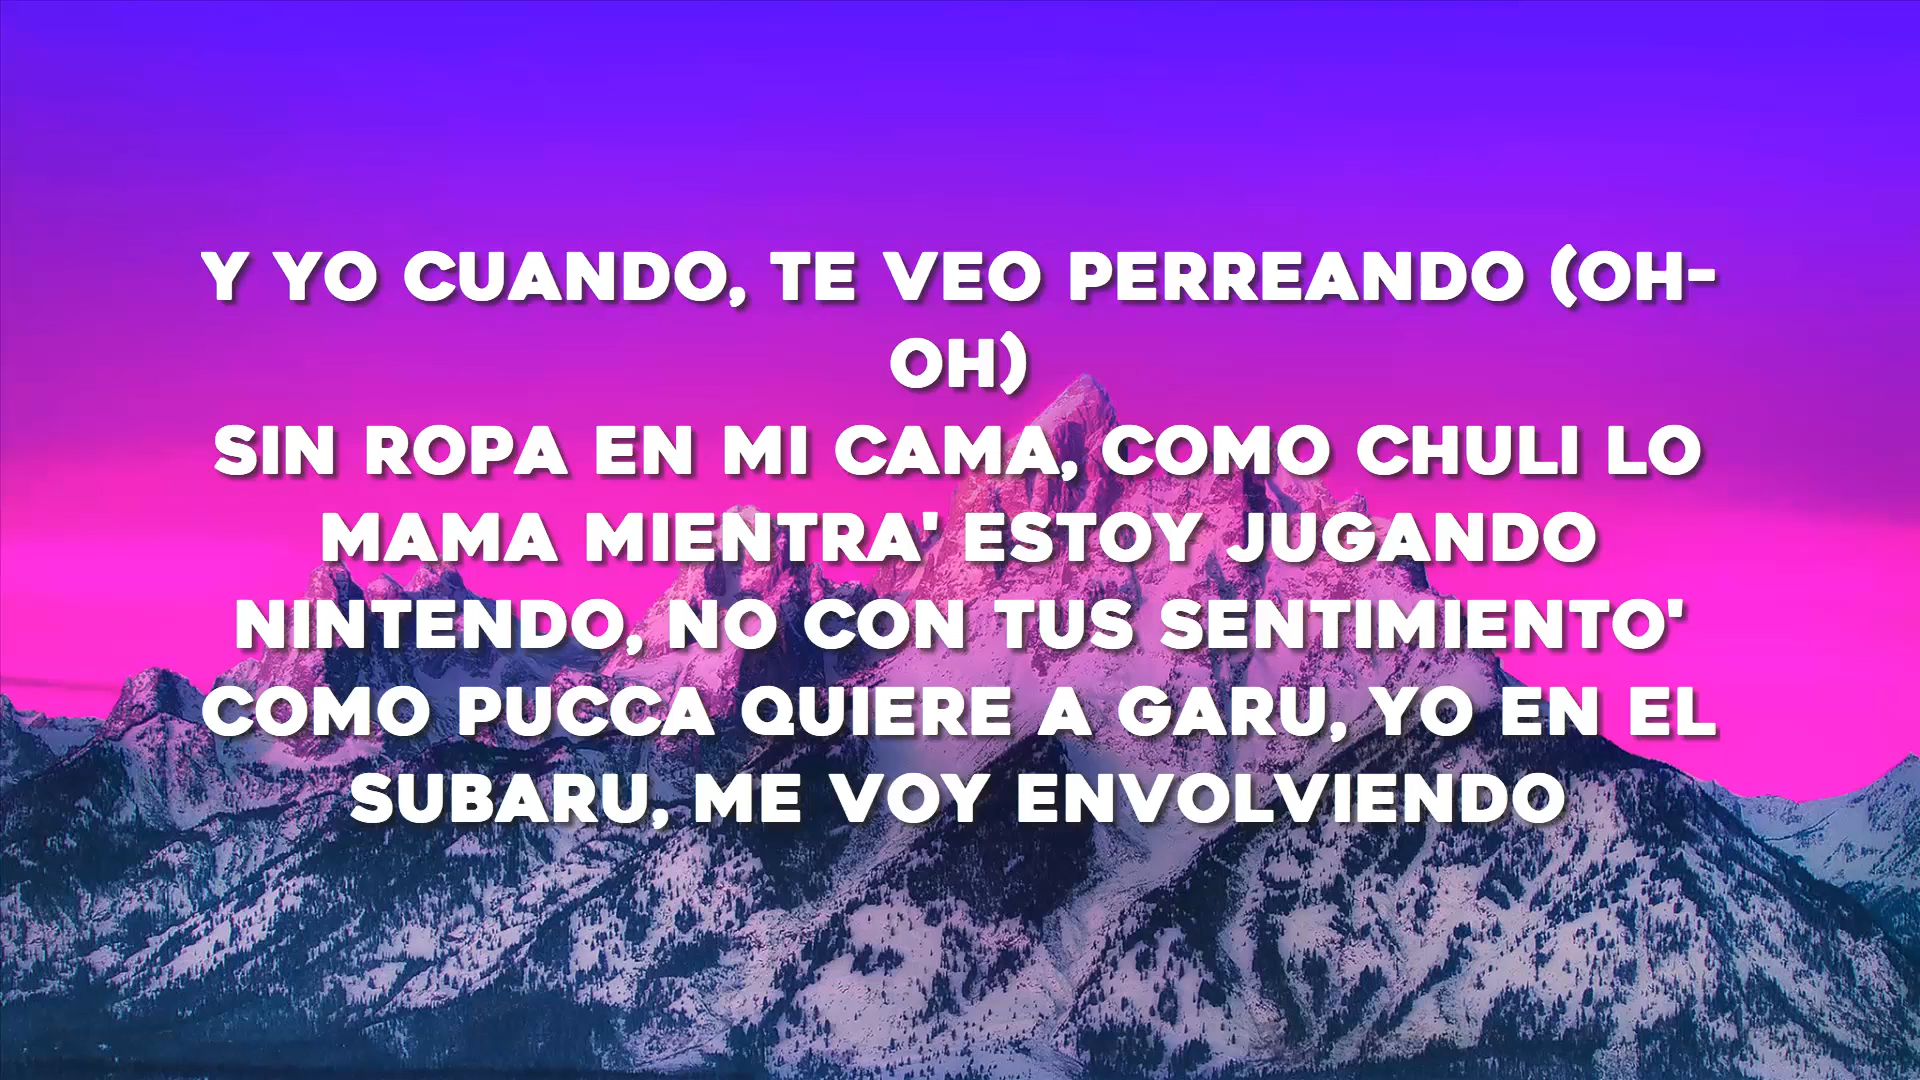 Y YO CUANDO, TE VEO PERREANDO (OH-
OH)
SIN ROPA EN MI CAMA, COMO CHULI LO
MAMA MIENTRA' ESTOY JUGANDO
NINTENDO, NO CON TUS SENTIMIENTO'
COMO PUCCA QUIERE A GARU, YO EN EL
SUBARU, ME VOY ENVOLVIENDO